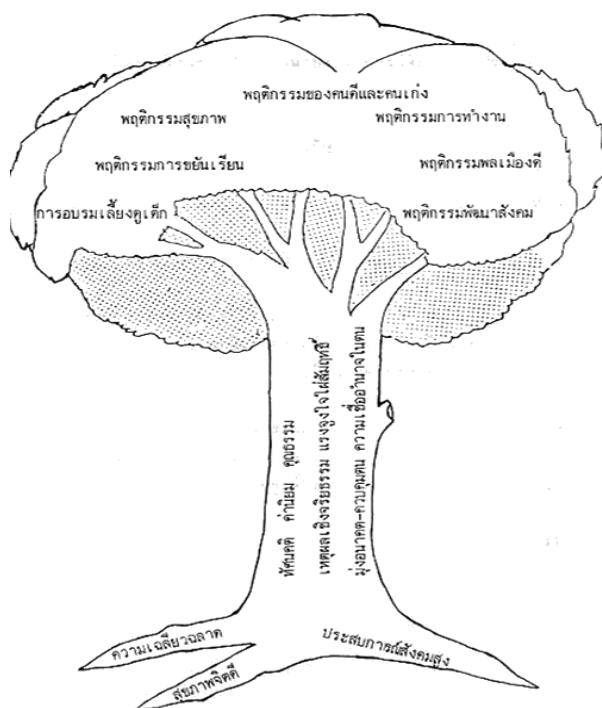 พฤติกรรมของคนดีและคนเก่ง
พฤติกรรมสุขภาพ
พฤติกรรมการทำงาน
พฤติกรรมการขยันเรียน
พฤติกรรมพลเมืองดี
การอบรมเลี้ยงดูเด็ก
พฤติกรรมพัฒนาสังคม
ทัศนคติ ค่านิยม คุณธรรม
เหตุผลเชิงจริยธรรม แรงจูงใจใฝ่สัมฤทธิ์
มุ่งอนาคต-ควบคุมตน ความเชื่ออำนาจในตน
ความเฉลียวฉลาด
ประสบการณ์สังคมสูง
สุขภาพจิตดี